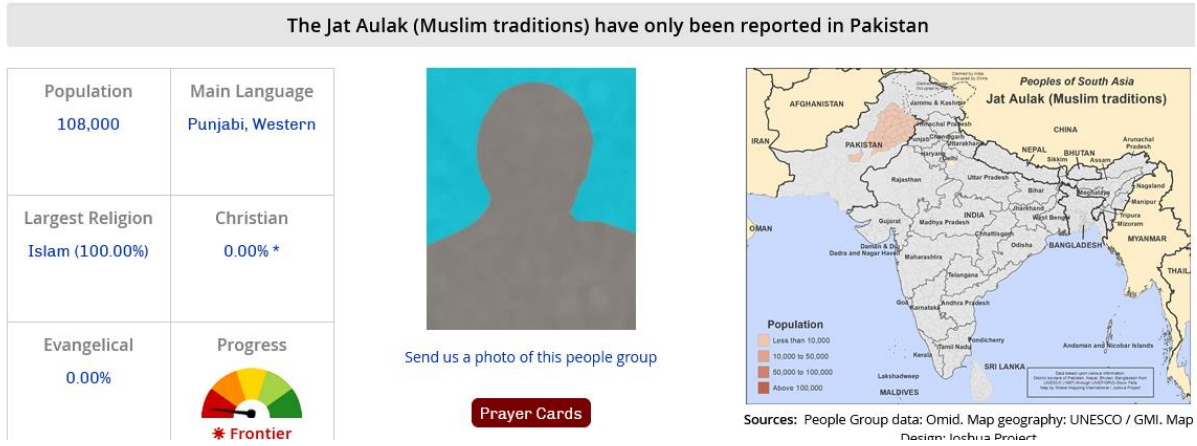 The Jat Aulak (Muslim traditions) have only been reported in Pakistan
Population
108,000
Main Language
Punjabi, Western
Largest Religion
Islam (100.00%)
Christian
0.00% *
Evangelical
0.00%
Progress
Frontier
Send us a photo of this people group
Prayer Cards
Peoples of South Asia
Jat Aulak (Muslim traditions)
AFGHANISTAN
Jammu & Kashmir
CHINA
IRAN
PAKISTAN
Himachal Pradesh
Punjab
Chandigarh
Uttarakhand
Haryana
Delhi
NEPAL
BHUTAN
Sikkim
Assam
Arunachal
Pradesh
Rajasthan
Uttar Pradesh
Bihar
Meghalaya
Nagaland
Manipur
Tripura
Mizoram
Jharkhand
West Bengal
Gujarat
Madhya Pradesh
INDIA
Chhattisgarh
OMAN
Daman & Diu
Dadra and Nagar Haveli
Maharashtra
Odisha
BANGLADESH
MYANMAR
THAIL
Telangana
Goa
Karnataka
Andhra Pradesh
Pondicherry
Tamil Nadu
Kerala
Andaman and Nicobar Islands
Lakshadweep
SRI LANKA
MALDIVES
Population
Less than 10,000
10,000 to 50,000
50,000 to 100,000
Above 100,000
Sources: People Group data: Omid. Map geography: UNESCO / GMI. Map
Design: Joshua Project